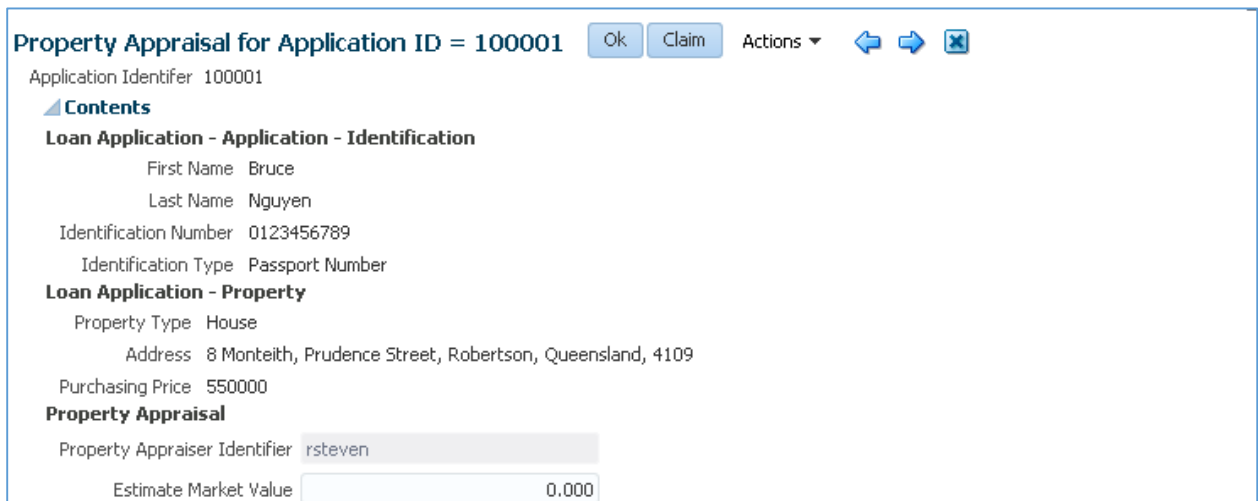 Property Appraisal for Application ID = 100001 Ok Claim Actions
Application Identifer 100001
Contents
Loan Application - Application - Identification
First Name Bruce
Last Name Nguyen
Identification Number 0123456789
Identification Type Passport Number
Loan Application - Property
Property Type House
Address 8 Monteith, Prudence Street, Robertson, Queensland, 4109
Purchasing Price 550000
Property Appraisal
Property Appraiser Identifier rsteven
Estimate Market Value 0.000